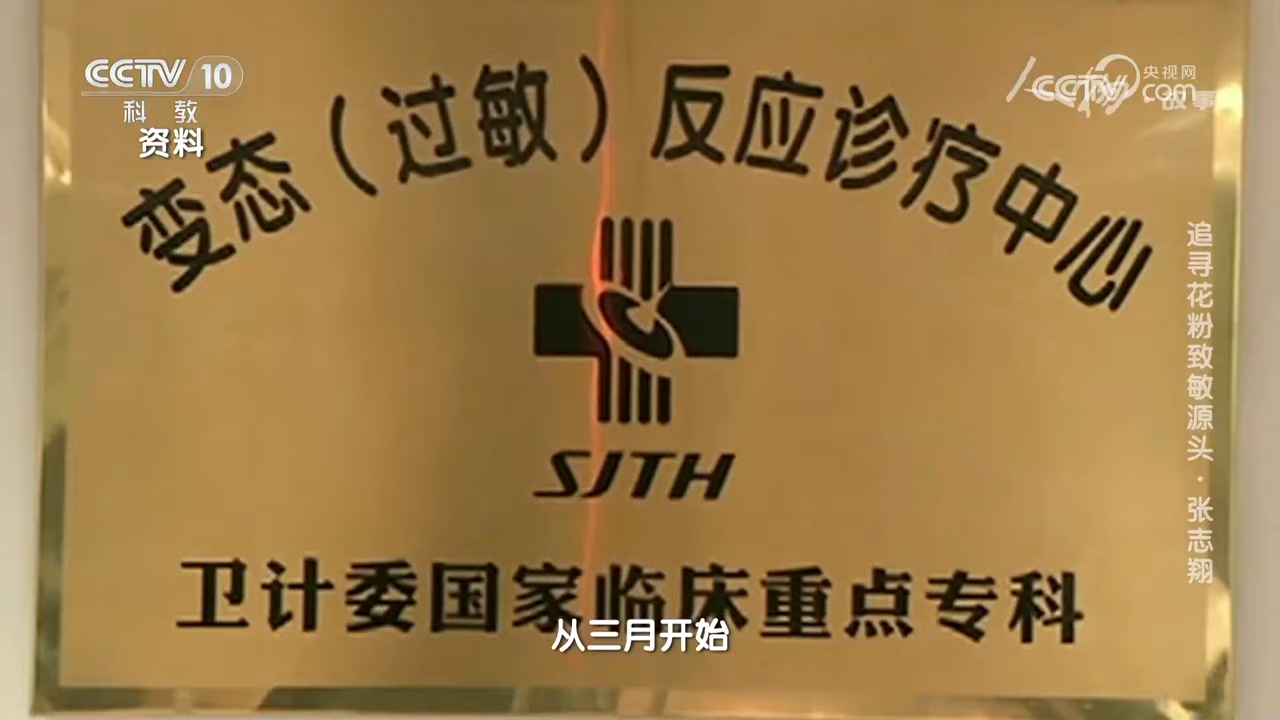 CCTV 10
科教
资料
央视网
CCTV.com
人物·故事
变态（过敏）反应诊疗中心
SJTH
卫计委国家临床重点专科
从三月开始
追寻花粉致敏源头·张志翔